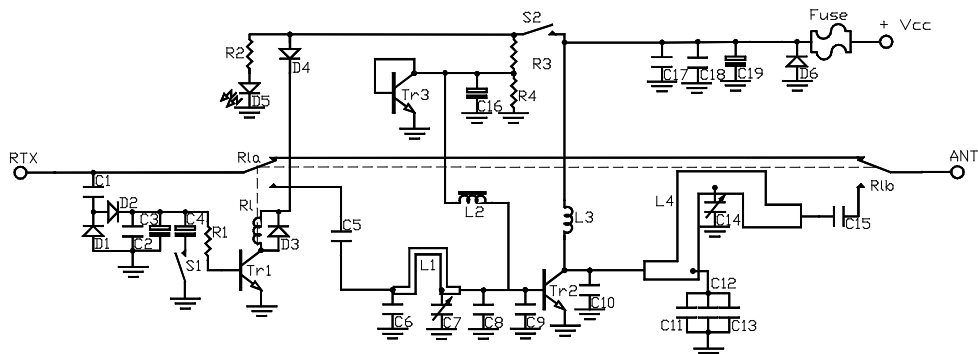 S2
Fuse
+ Vcc
R2
D4
R3
D5
Tr3
C16
R4
C17
C18
C19
D6
RTX
Rla
ANT
Rlb
C1
D2
C3
C4
Rl
R1
D1
C2
S1
D3
Tr1
C5
L2
L3
L4
C14
C15
L1
C6
C7
C8
C9
Tr2
C10
C12
C11
C13